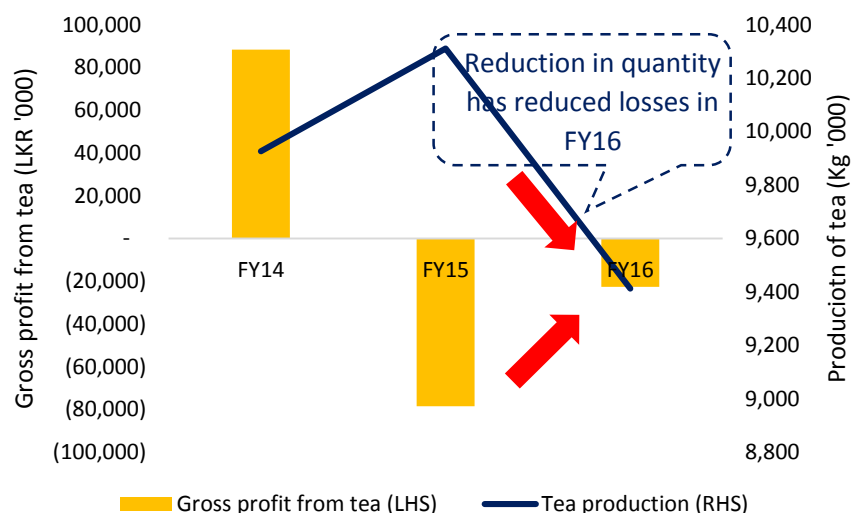 Gross profit from tea (LKR '000)
100,000
80,000
60,000
40,000
20,000
-
(20,000)
(40,000)
(60,000)
(80,000)
(100,000)
Reduction in quantity
has reduced losses in
FY16
FY14
FY15
FY16
10,400
10,200
10,000
9,800
9,600
9,400
9,200
9,000
8,800
Produciotn of tea (Kg '000)
Gross profit from tea (LHS)
Tea production (RHS)